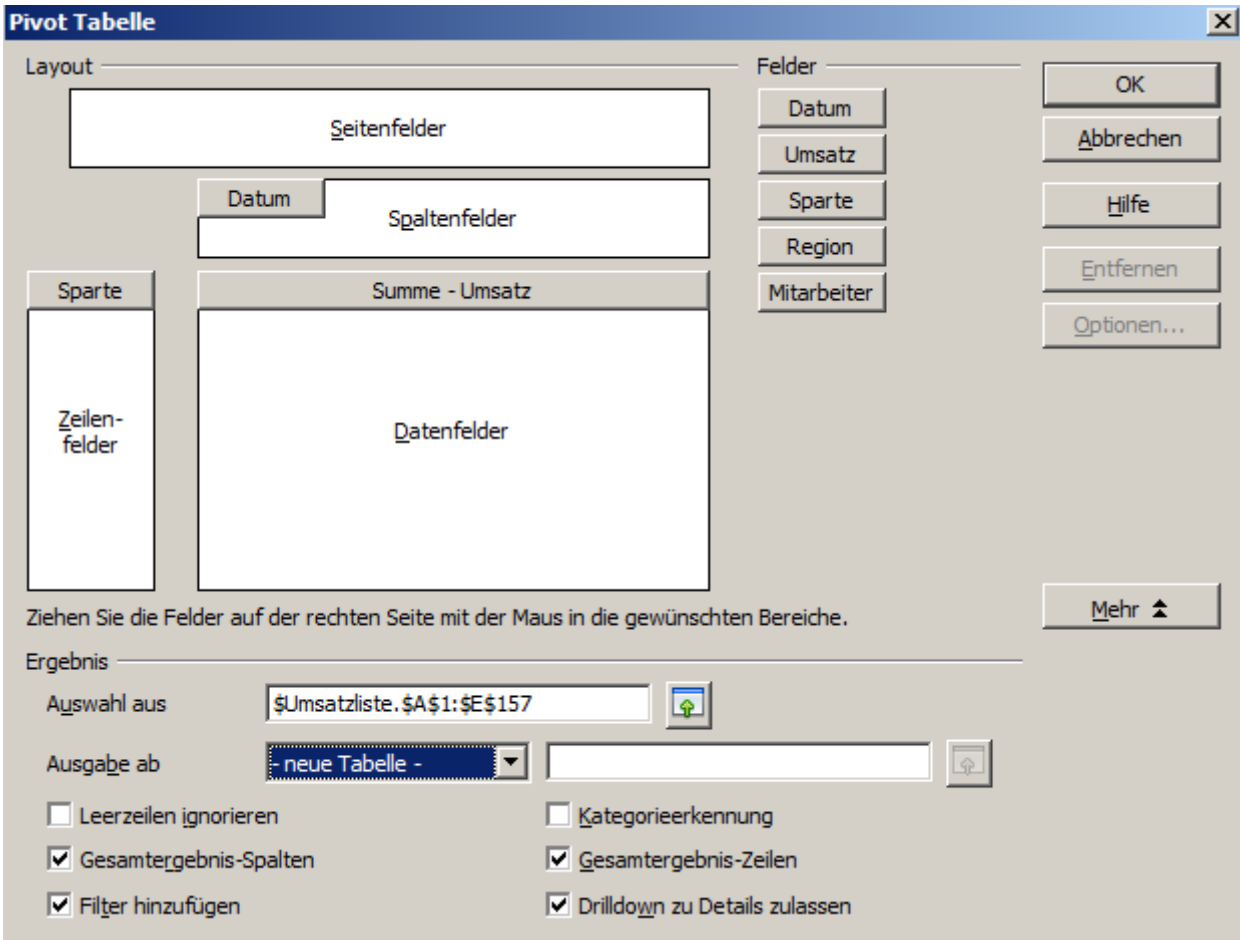 Pivot Tabelle
Layout
Seitenfelder
Datum
Spaltenfelder
Sparte
Summe - Umsatz
Zeilen-
felder
Datenfelder
Felder
Datum
Umsatz
Sparte
Region
Mitarbeiter
OK
Abbrechen
Hilfe
Entfernen
Optionen...
Mehr
Ziehen Sie die Felder auf der rechten Seite mit der Maus in die gewünschten Bereiche.
Ergebnis
Auswahl aus
$Umsatzliste.$A$1:$E$157
Ausgabe ab
- neue Tabelle -
Leerzeilen ignorieren
Kategorieerkennung
Gesamtergebnis-Spalten
Gesamtergebnis-Zeilen
Filter hinzufügen
Drilldown zu Details zulassen